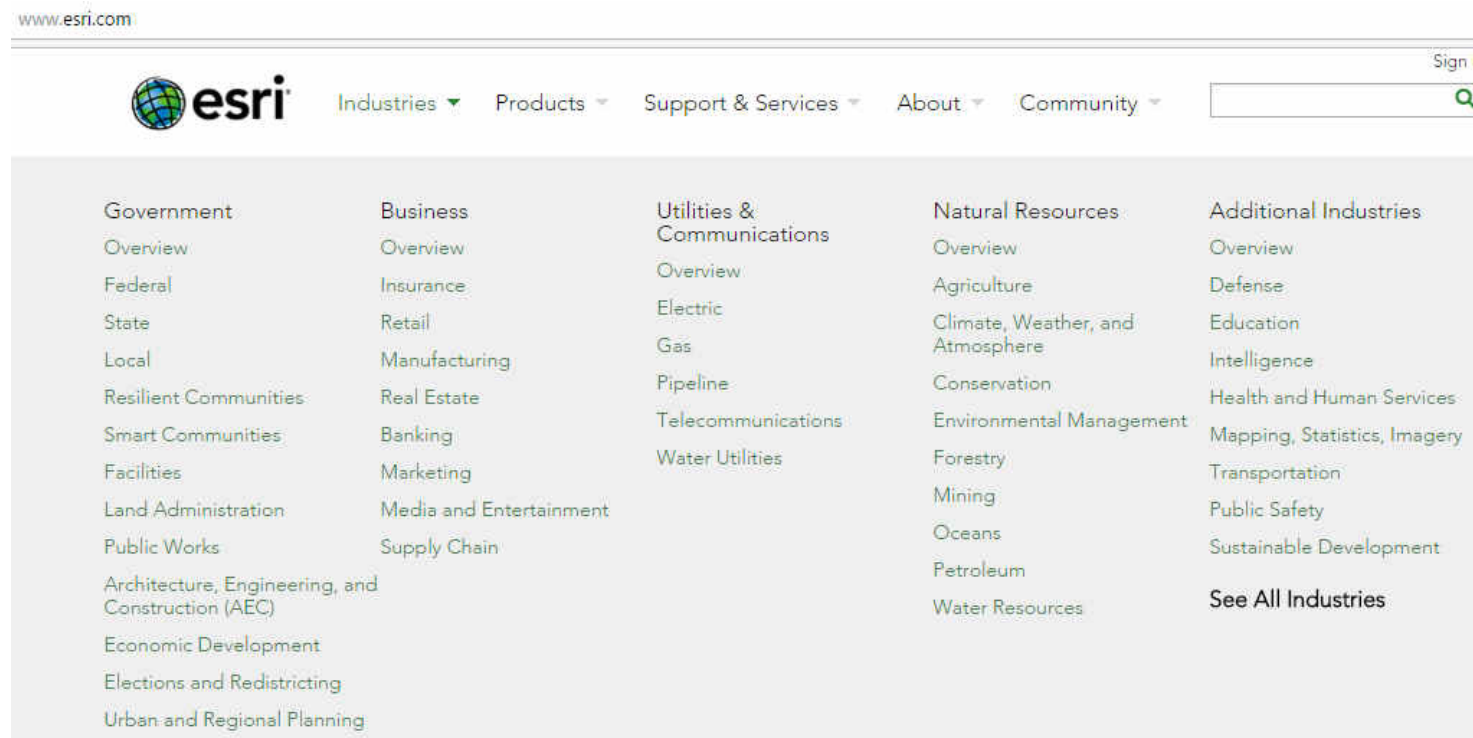 www.esri.com
Sign
esri
Industries Products Support & Services About Community
Government
Overview
Federal
State
Local
Resilient Communities
Smart Communities
Facilities
Land Administration
Public Works
Architecture, Engineering, and
Construction (AEC)
Economic Development
Elections and Redistricting
Urban and Regional Planning
Business
Overview
Insurance
Retail
Manufacturing
Real Estate
Banking
Marketing
Media and Entertainment
Supply Chain
Utilities &
Communications
Overview
Electric
Gas
Pipeline
Telecommunications
Water Utilities
Natural Resources
Overview
Agriculture
Climate, Weather, and
Atmosphere
Conservation
Environmental Management
Forestry
Mining
Oceans
Petroleum
Water Resources
Additional Industries
Overview
Defense
Education
Intelligence
Health and Human Services
Mapping, Statistics, Imagery
Transportation
Public Safety
Sustainable Development
See All Industries